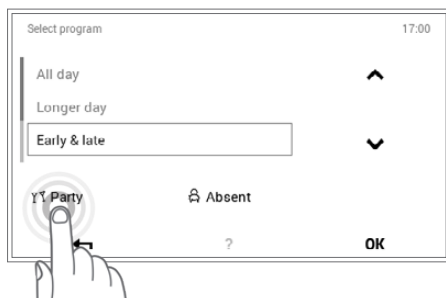 Select program 17:00
All day
Longer day
Early & late
Party Absent
? OK